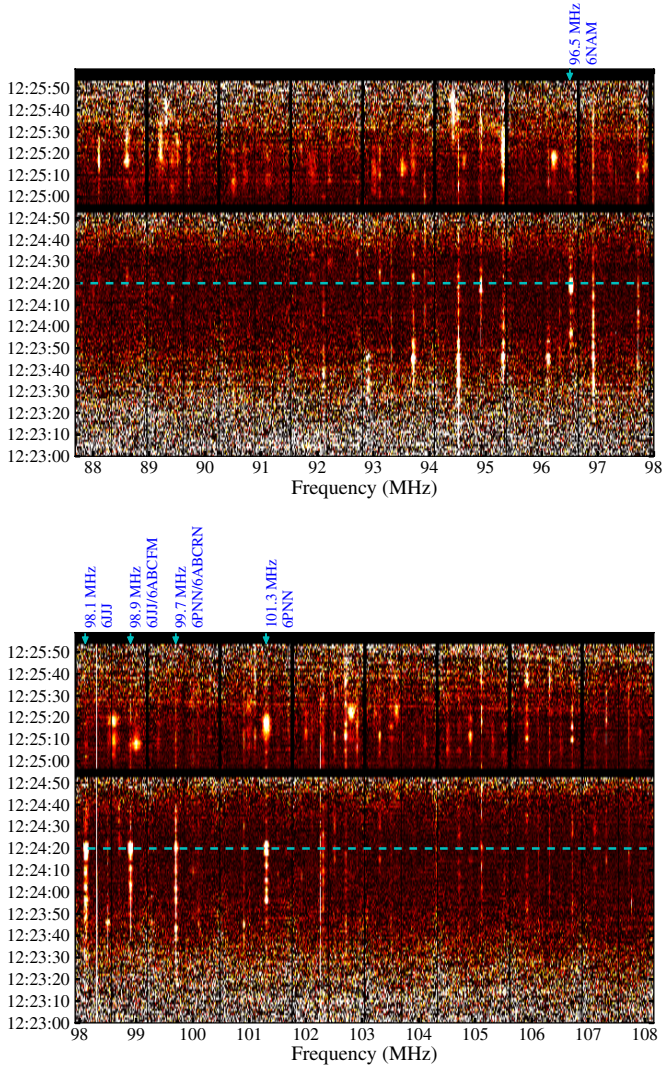 96.5 MHz
6NAM
12:25:50
12:25:40
12:25:30
12:25:20
12:25:10
12:25:00
12:24:50
12:24:40
12:24:30
12:24:20
12:24:10
12:24:00
12:23:50
12:23:40
12:23:30
12:23:20
12:23:10
12:23:00
88 89 90 91 92 93 94 95 96 97 98
Frequency (MHz)
98.1 MHz
6JJ
98.9 MHz
6JJ/6ABCFM
99.7 MHz
6PNN/6ABCRN
101.3 MHz
6PNN
12:25:50
12:25:40
12:25:30
12:25:20
12:25:10
12:25:00
12:24:50
12:24:40
12:24:30
12:24:20
12:24:10
12:24:00
12:23:50
12:23:40
12:23:30
12:23:20
12:23:10
12:23:00
98 99 100 101 102 103 104 105 106 107 108
Frequency (MHz)